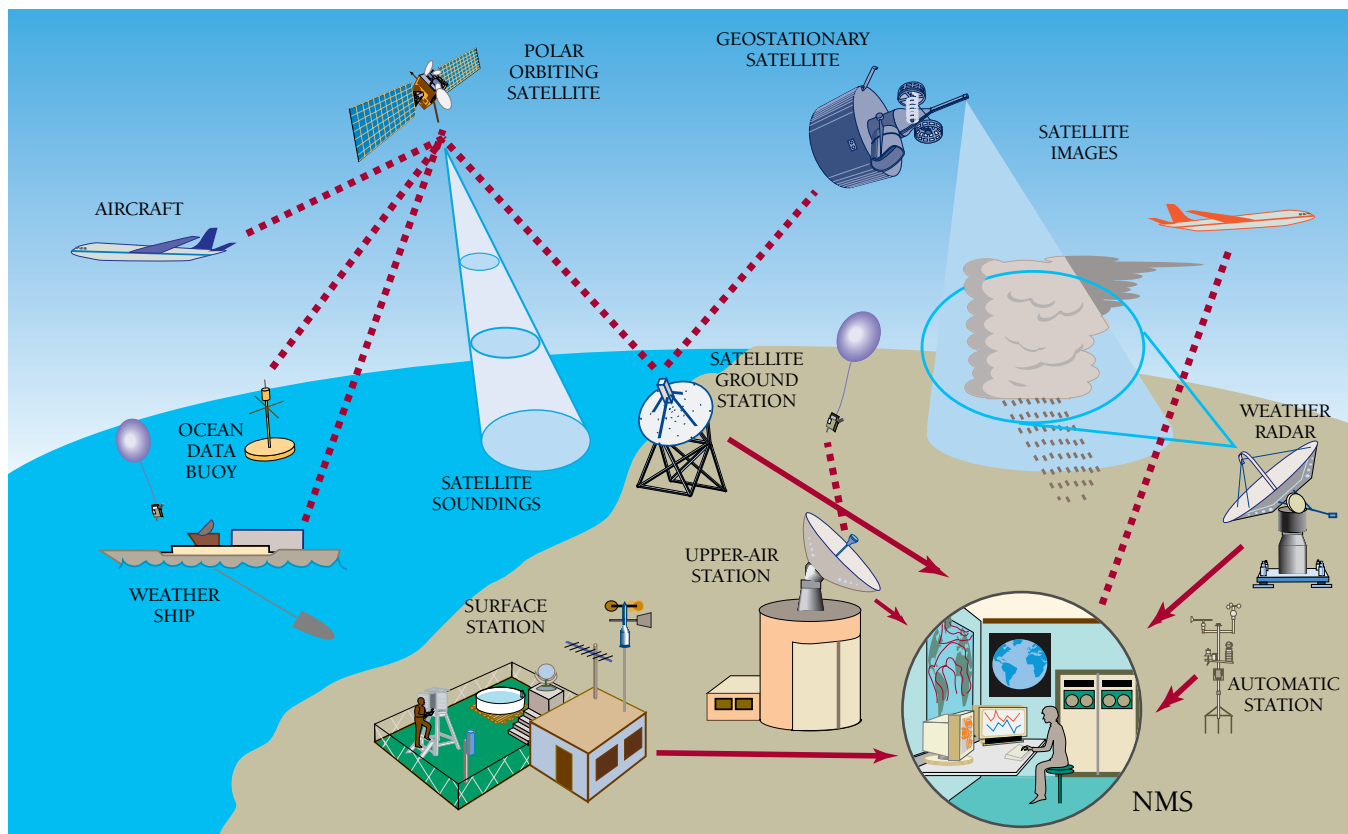 POLAR
ORBITING
SATELLITE
GEOSTATIONARY
SATELLITE
SATELLITE
IMAGES
AIRCRAFT
SATELLITE
GROUND
STATION
OCEAN
DATA
BUOY
WEATHER
RADAR
SATELLITE
SOUNDINGS
UPPER-AIR
STATION
WEATHER
SHIP
SURFACE
STATION
AUTOMATIC
STATION
NMS